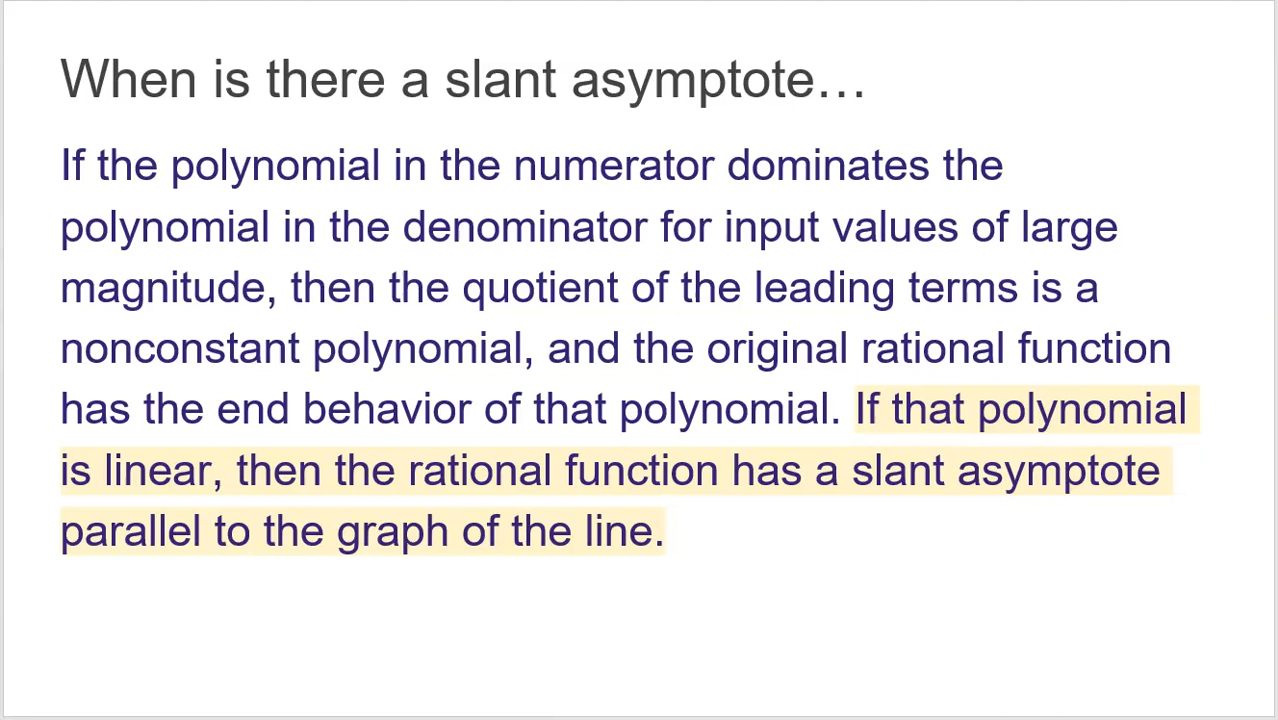 When is there a slant asymptote…
If the polynomial in the numerator dominates the
polynomial in the denominator for input values of large
magnitude, then the quotient of the leading terms is a
nonconstant polynomial, and the original rational function
has the end behavior of that polynomial. If that polynomial
is linear, then the rational function has a slant asymptote
parallel to the graph of the line.